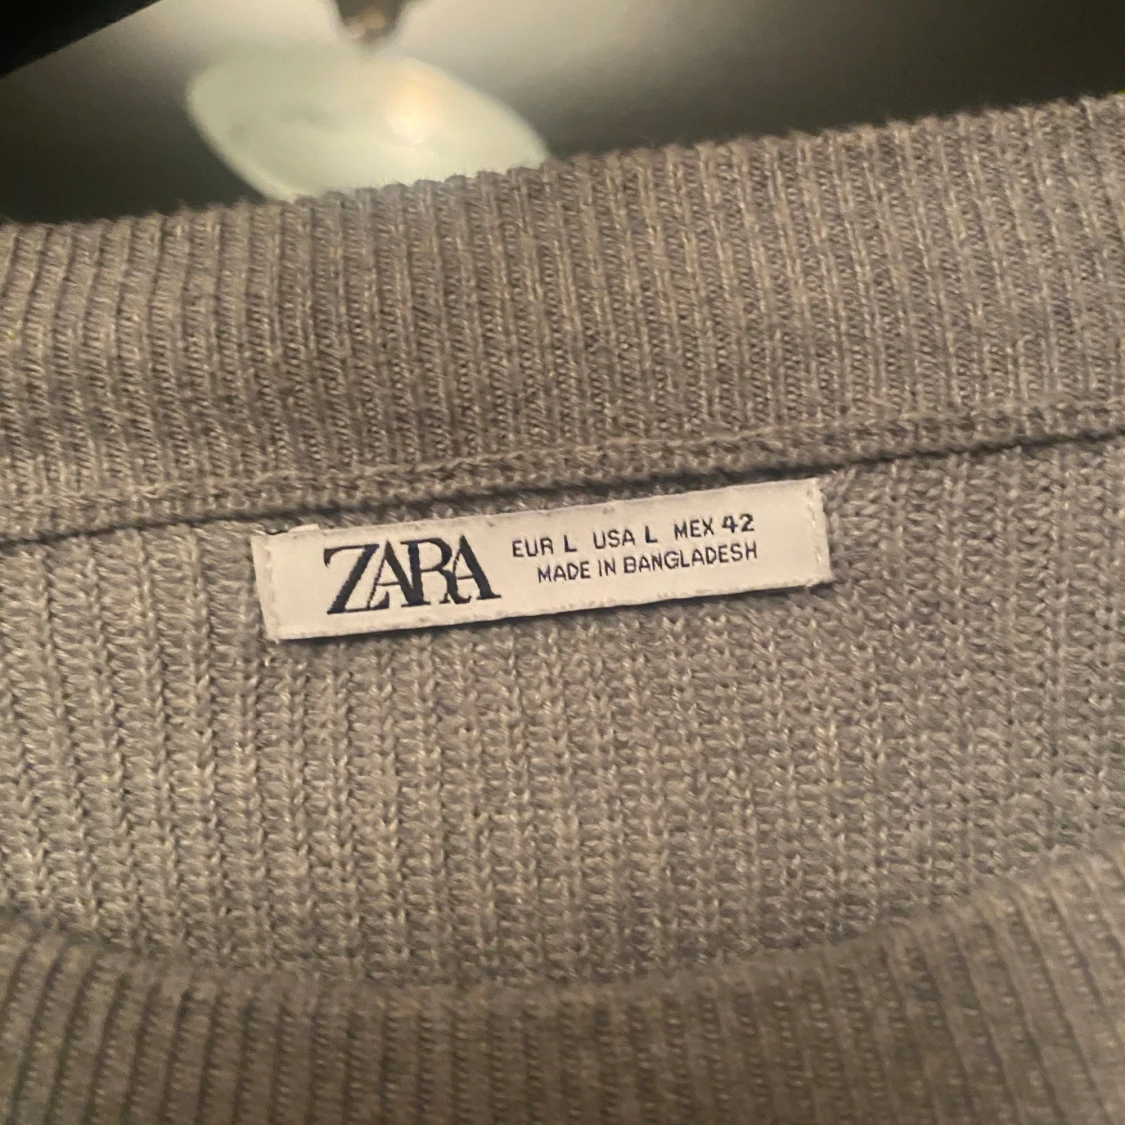 ZARA
EUR L USA L MEX 42
MADE IN BANGLADESH